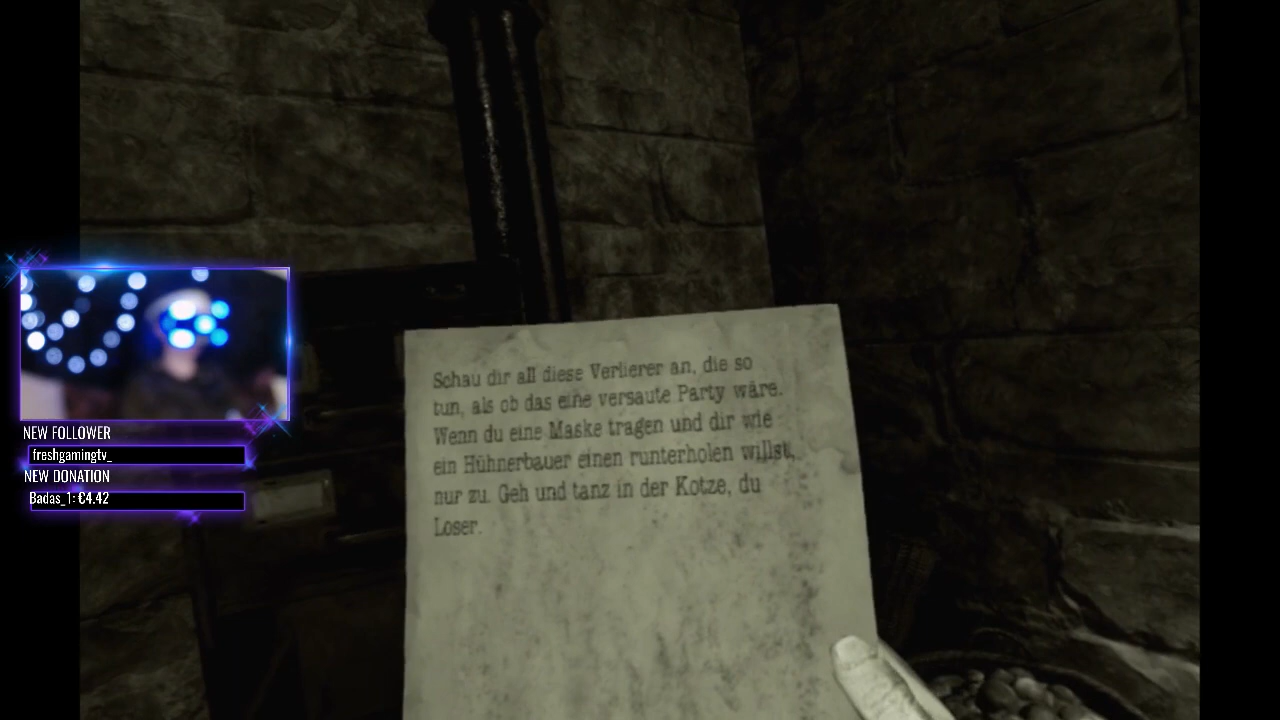 Schau dir all diese Verlierer an, die so
tun, als ob das eine versaute Party wäre.
Wenn du eine Maske tragen und dir wie
ein Hühnerbauer einen runterholen willst,
nur zu. Geh und tanz in der Kotze, du
Loser.
NEW FOLLOWER
freshgamingtv_
NEW DONATION
Badas_1: €4.42